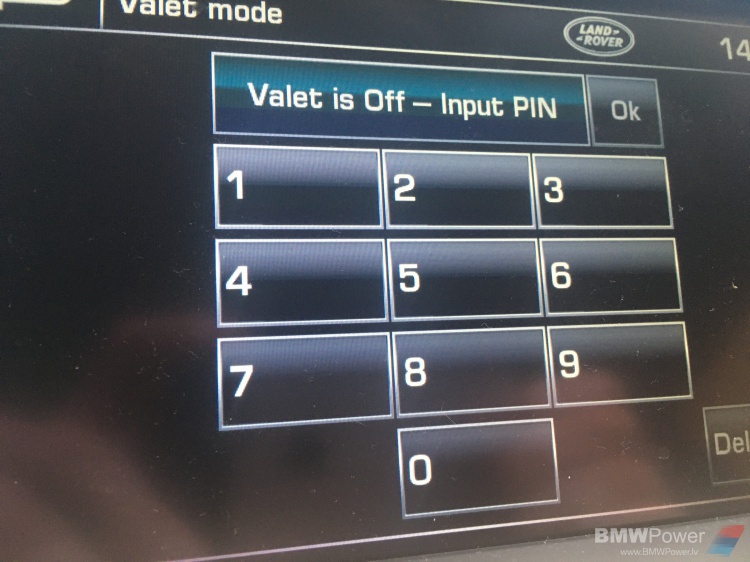 Valet mode
LAND-
-ROVER
14
Valet is Off – Input PIN
Ok
1 2 3
4 5 6
7 8 9
0
Del
BMWPower
www.BMWPower.lv